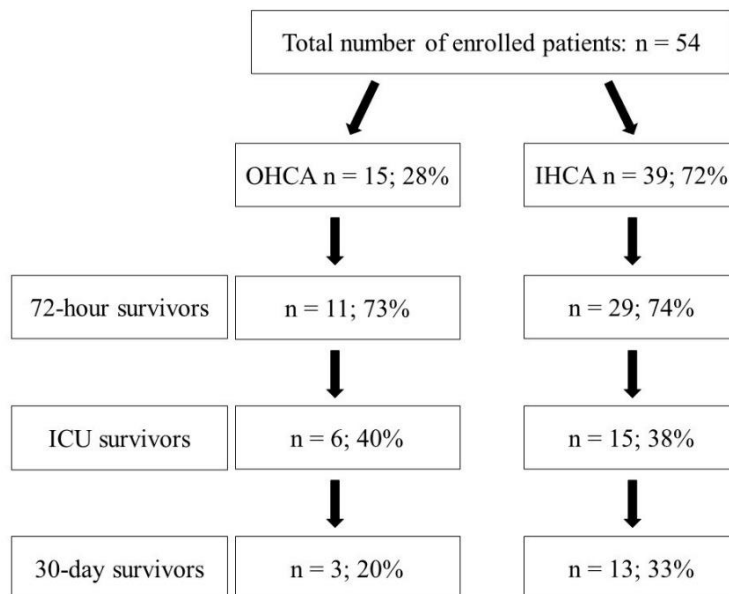 Total number of enrolled patients: n = 54
OHCA n = 15; 28%
IHCA n = 39; 72%
72-hour survivors
n = 11; 73%
n = 29; 74%
ICU survivors
n = 6; 40%
n = 15; 38%
30-day survivors
n = 3; 20%
n = 13; 33%